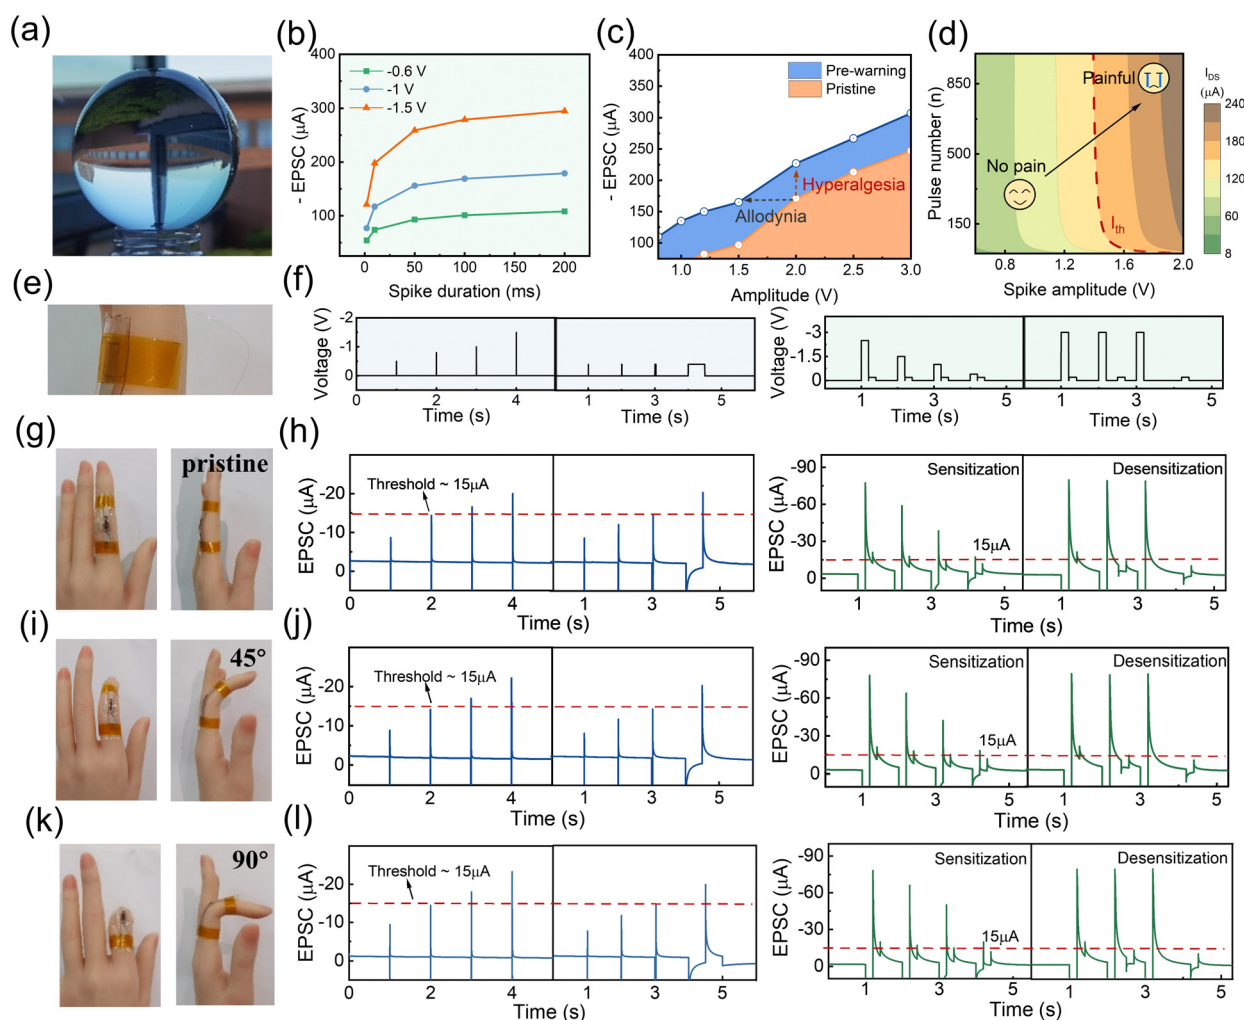 (a)
(b)
400
300
200
100
- EPSC (μA)
-0.6 V
-1 V
-1.5 V
0 50 100 150 200
Spike duration (ms)
(c)
400
350
300
250
200
150
100
- EPSC (μA)
Pre-warning
Pristine
Hyperalgesia
Allodynia
1.0 1.5 2.0 2.5 3.0
Amplitude (V)
(d)
850
500
150
Pulse number (n)
Painful
No pain
Ith
0.8 1.2 1.6 2.0
Spike amplitude (V)
IDS
(μA)
240
180
120
60
8
(e)
(f)
Voltage (V)
-2
-1
0
2 4 1 3 5
Time (s) Time (s)
Voltage (V)
-3
-1.5
0
1 3 5 1 3 5
Time (s) Time (s)
(g)
pristine
(h)
EPSC (μA)
-20
-10
0
Threshold ~ 15μA
0 2 4 1 3 5
Time (s)
EPSC (μA)
-90
-60
-30
0
Sensitization
Desensitization
15μA
1 3 5 1 3 5
Time (s)
(i)
45°
(j)
EPSC (μA)
-20
-10
0
Threshold ~ 15μA
0 2 4 1 3 5
Time (s)
EPSC (μA)
-90
-60
-30
0
Sensitization
Desensitization
15μA
1 3 5 1 3 5
Time (s)
(k)
90°
(l)
EPSC (μA)
-20
-10
0
Threshold ~ 15μA
0 2 4 1 3 5
Time (s)
EPSC (μA)
-90
-60
-30
0
Sensitization
Desensitization
15μA
1 3 5 1 3 5
Time (s)